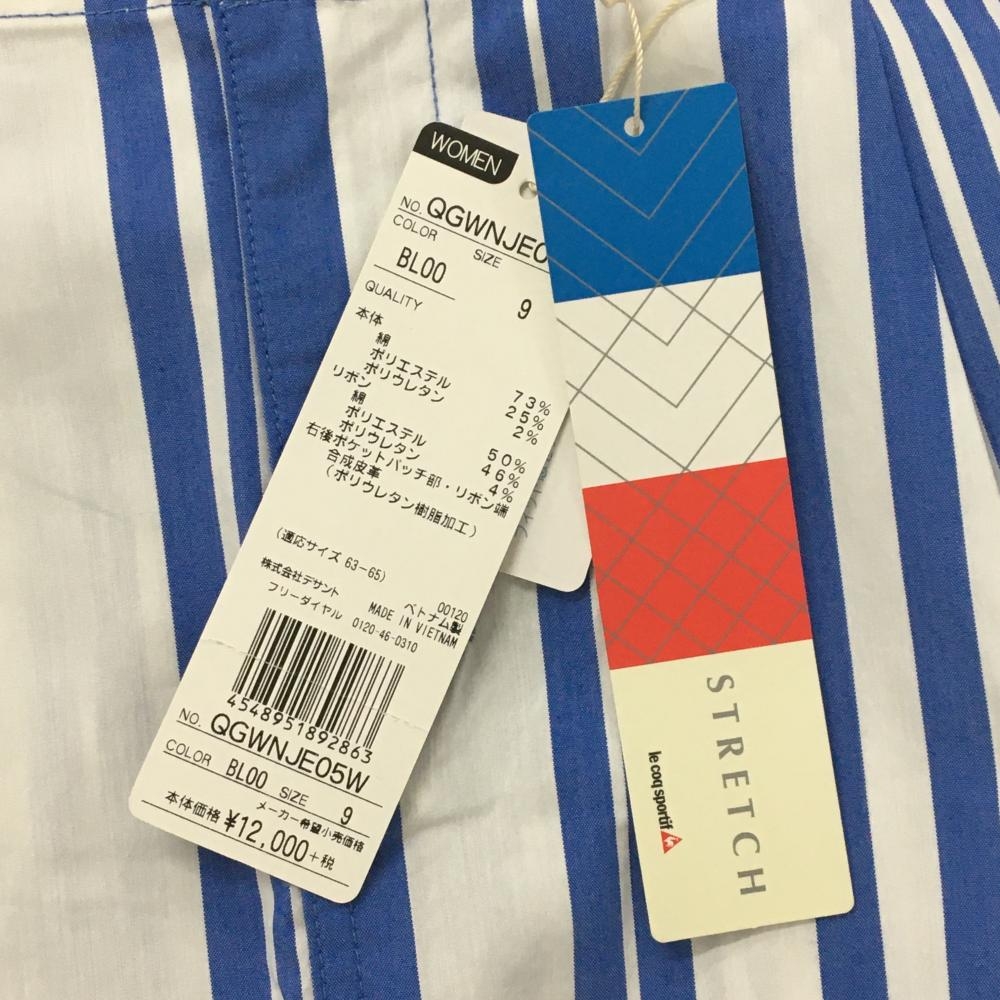 WOMEN
NO. QGWNJE0
COLOR SIZE
BL00 9
QUALITY
本体
綿 73%
ポリエステル 25%
ポリウレタン 2%
リボン
綿 50%
ポリエステル 46%
ポリウレタン 4%
右後ポケットパッチ部・リボン端
合成皮革
(ポリウレタン樹脂加工)
(適応サイズ 63-65)
00120
株式会社デサント ベトナム製
フリーダイヤル MADE IN VIETNAM
0120-46-0310
4548951892863
NO. QGWNJE05W
COLOR BL00 SIZE 9
メーカー希望小売価格
本体価格 ¥12,000+税
STRETCH
le coq sportif